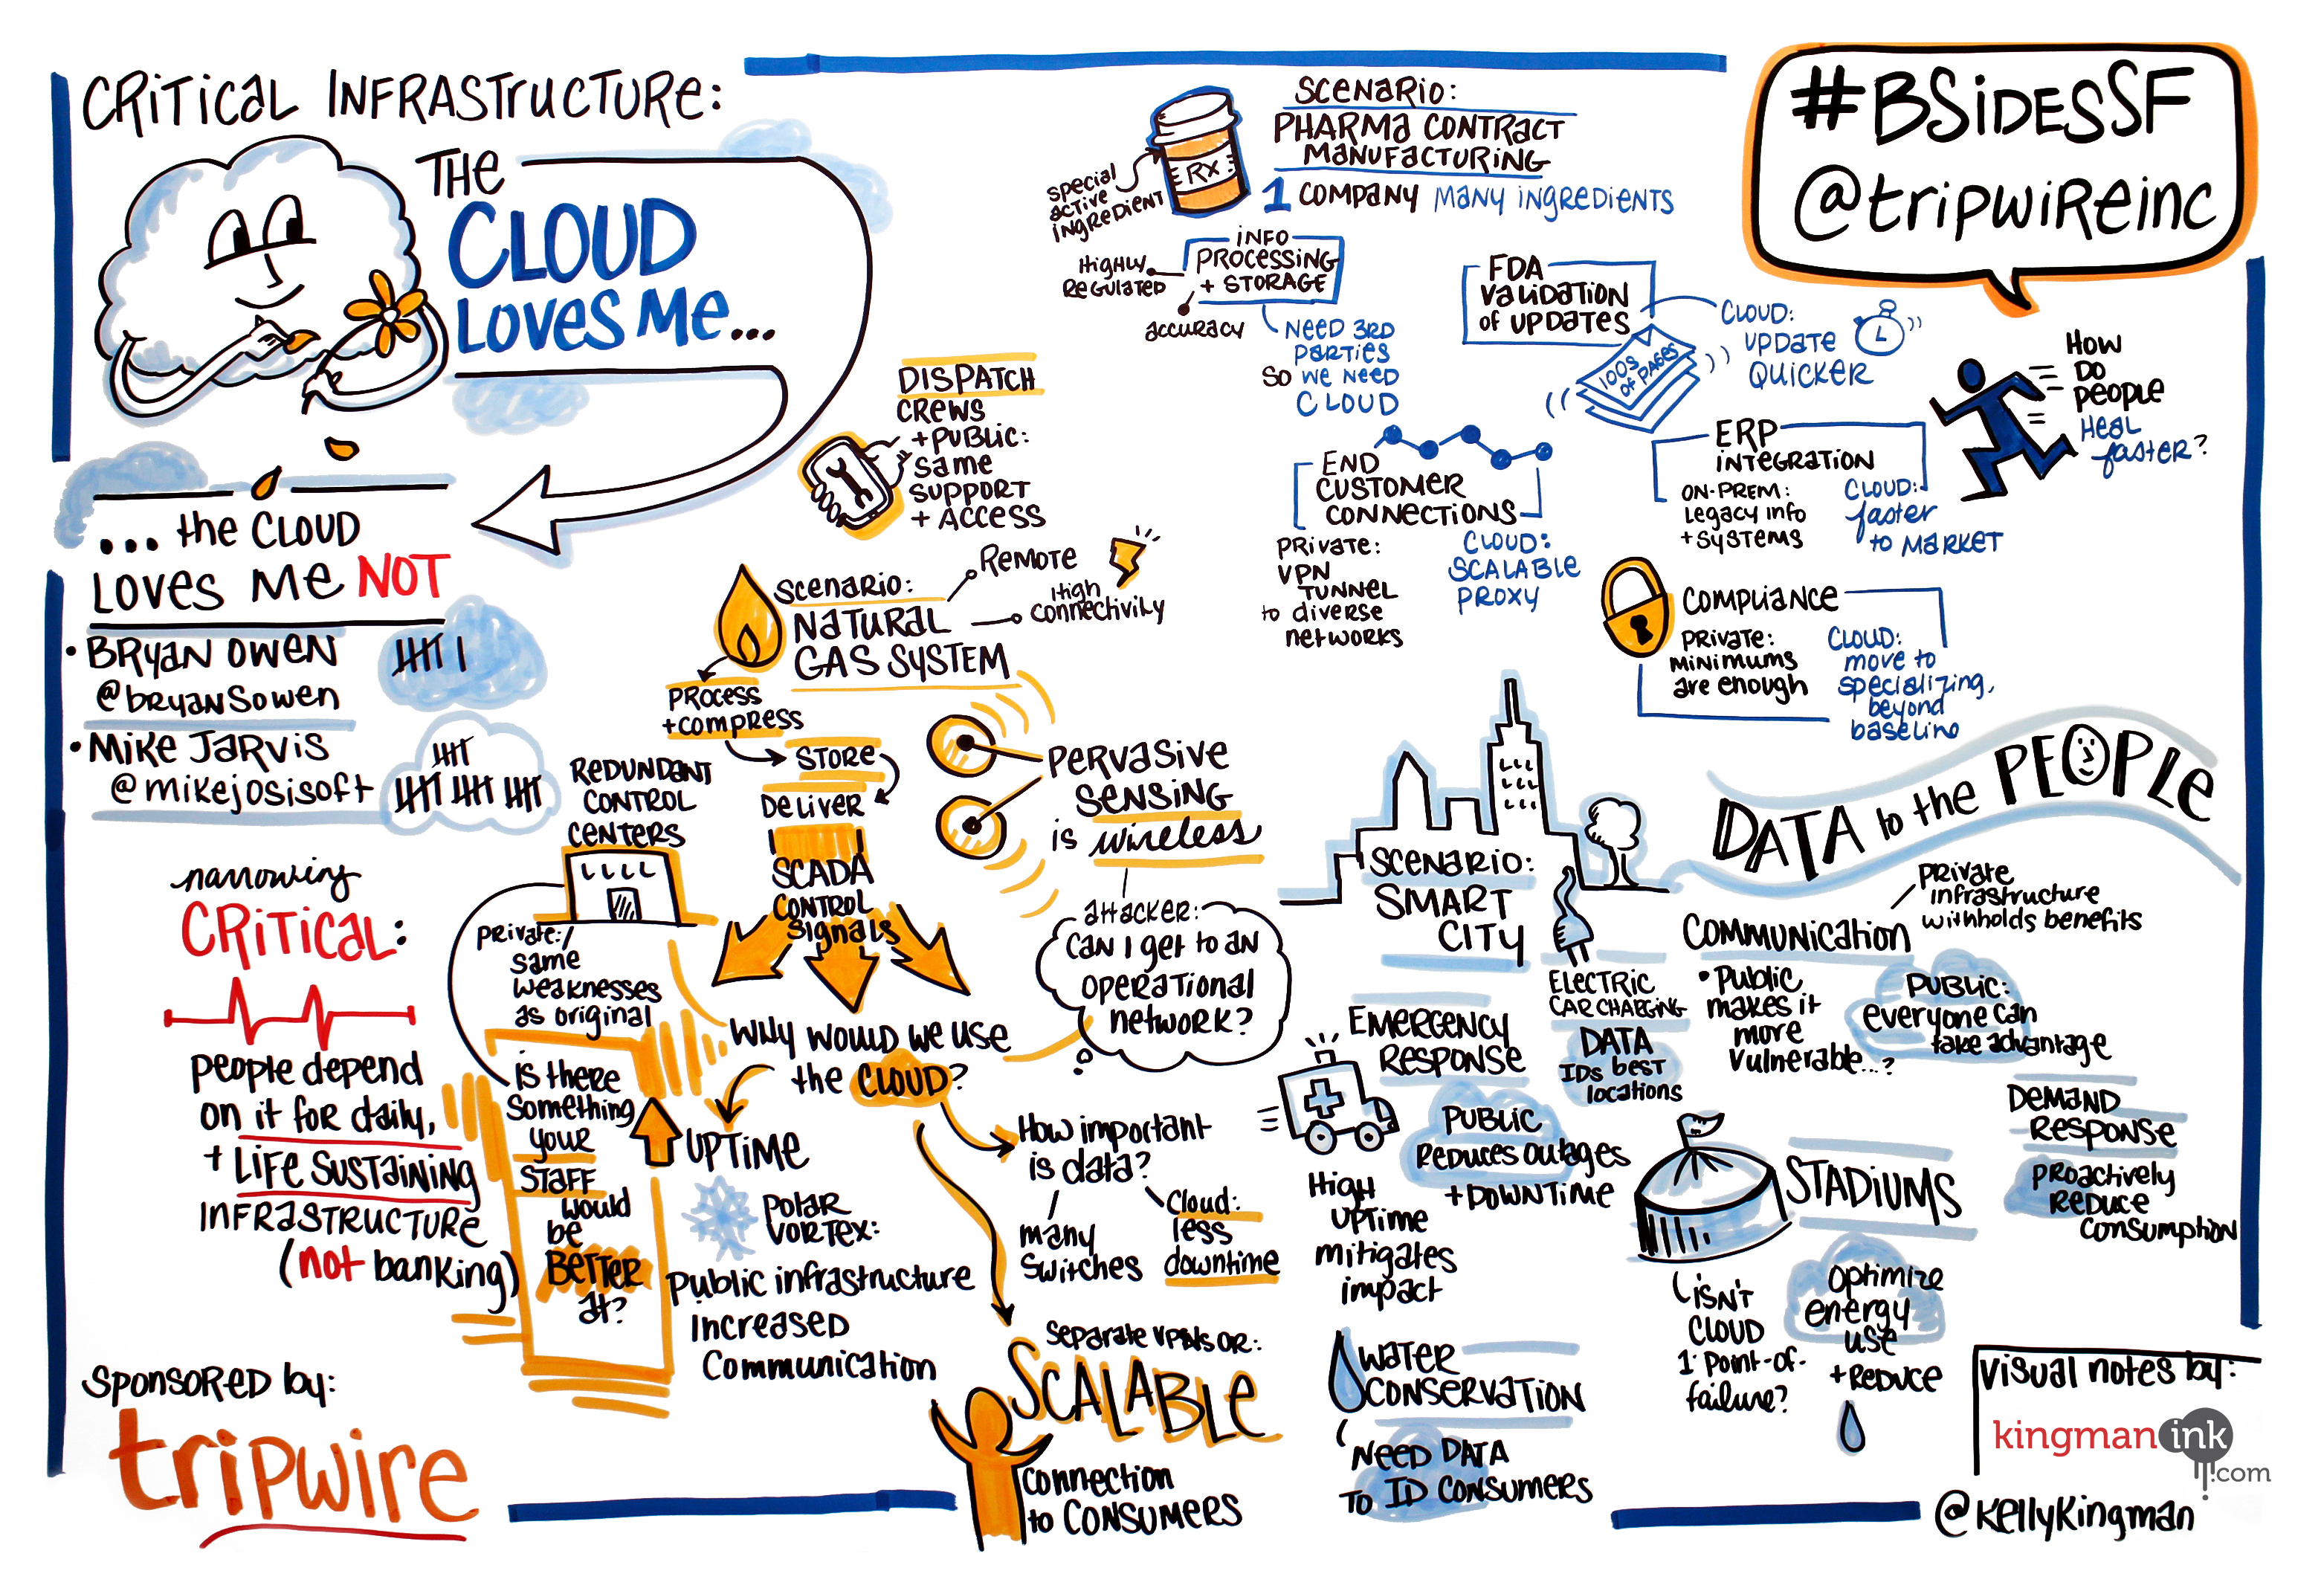 CRITICAL INFRASTRUCTURE:
THE
CLOUD
LOVES ME...
... the CLOUD
LOVES ME NOT
• BRYAN OWEN
@bryansowen
• MIKE JARVIS
@mikejosisoft
narrowing
CRITICAL:
people depend
on it for daily,
+ LIFE SUSTAINING
INFRASTRUCTURE
(not banking)
SPONSORED by:
tripwire
DISPATCH
CREWS
+ PUBLIC:
same
SUPPORT
+ ACCESS
SCENARIO:
NATURAL
GAS SYSTEM
REMOTE
High
connectivity
PROCESS
+ COMPRESS
STORE
DELIVER
SCADA
CONTROL
signals
REDUNDANT
CONTROL
CENTERS
private:
same
weaknesses
as original
is there
something
your
STAFF
would
be
BETTER
at?
PERVASIVE
SENSING
is wireless
attacker:
can I get to an
operational
network?
WHY WOULD WE USE
the CLOUD?
UPTIME
POLAR
VORTEX:
public infrastructure
increased
communication
How important
is data?
many
switches
Cloud:
less
downtime
Separate VPNs OR:
SCALABLE
connection
to CONSUMERS
SCENARIO:
PHARMA CONTRACT
MANUFACTURING
1 COMPANY MANY INGREDIENTS
RX
special
active
ingredient
INFO
PROCESSING
+ STORAGE
HIGHLY
REGULATED
accuracy
NEED 3RD
PARTIES
SO WE NEED
CLOUD
FDA
VALIDATION
of UPDATES
100s
of PAGES
CLOUD:
UPDATE
QUICKER
END
CUSTOMER
CONNECTIONS
PRIVATE:
VPN
TUNNEL
to diverse
networks
CLOUD:
SCALABLE
PROXY
ERP
INTEGRATION
ON-PREM:
Legacy info
+ SYSTEMS
CLOUD:
faster
to MARKET
COMPLIANCE
PRIVATE:
MINIMUMS
are enough
CLOUD:
move to
specializing,
beyond
baseline
#BSidesSF
@tripwireinc
HOW
DO
people
HEAL
faster?
SCENARIO:
SMART
CITY
DATA to the PEOPLE
ELECTRIC
CAR CHARGING
DATA
IDs best
locations
COMMUNICATION
private
infrastructure
withholds benefits
• PUBLIC
makes it
more
vulnerable...?
PUBLIC:
everyone can
take advantage
EMERGENCY
RESPONSE
PUBLIC
REDUCES OUTAGES
+ DOWNTIME
HIGH
UPTIME
mitigates
impact
DEMAND
RESPONSE
PROACTIVELY
REDUCE
CONSUMPTION
STADIUMS
ISN'T
CLOUD
1-point-of-
failure?
optimize
energy
use
+ REDUCE
WATER
CONSERVATION
NEED DATA
TO ID CONSUMERS
visual notes by:
kingman ink
.com
@kellykingman